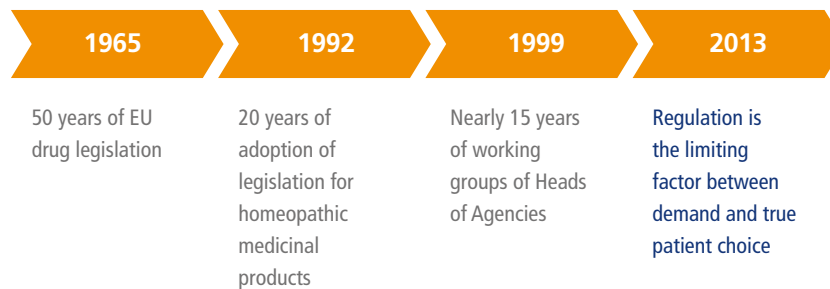 1965
50 years of EU
drug legislation
1992
20 years of
adoption of
legislation for
homeopathic
medicinal
products
1999
Nearly 15 years
of working
groups of Heads
of Agencies
2013
Regulation is
the limiting
factor between
demand and true
patient choice